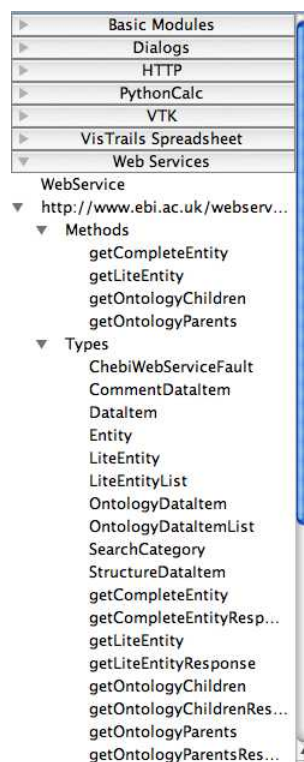 Basic Modules
Dialogs
HTTP
PythonCalc
VTK
VisTrails Spreadsheet
Web Services
WebService
http://www.ebi.ac.uk/webserv...
Methods
getCompleteEntity
getLiteEntity
getOntologyChildren
getOntologyParents
Types
ChebiWebServiceFault
CommentDataItem
DataItem
Entity
LiteEntity
LiteEntityList
OntologyDataItem
OntologyDataItemList
SearchCategory
StructureDataItem
getCompleteEntity
getCompleteEntityResp...
getLiteEntity
getLiteEntityResponse
getOntologyChildren
getOntologyChildrenRes...
getOntologyParents
getOntologyParentsRes...